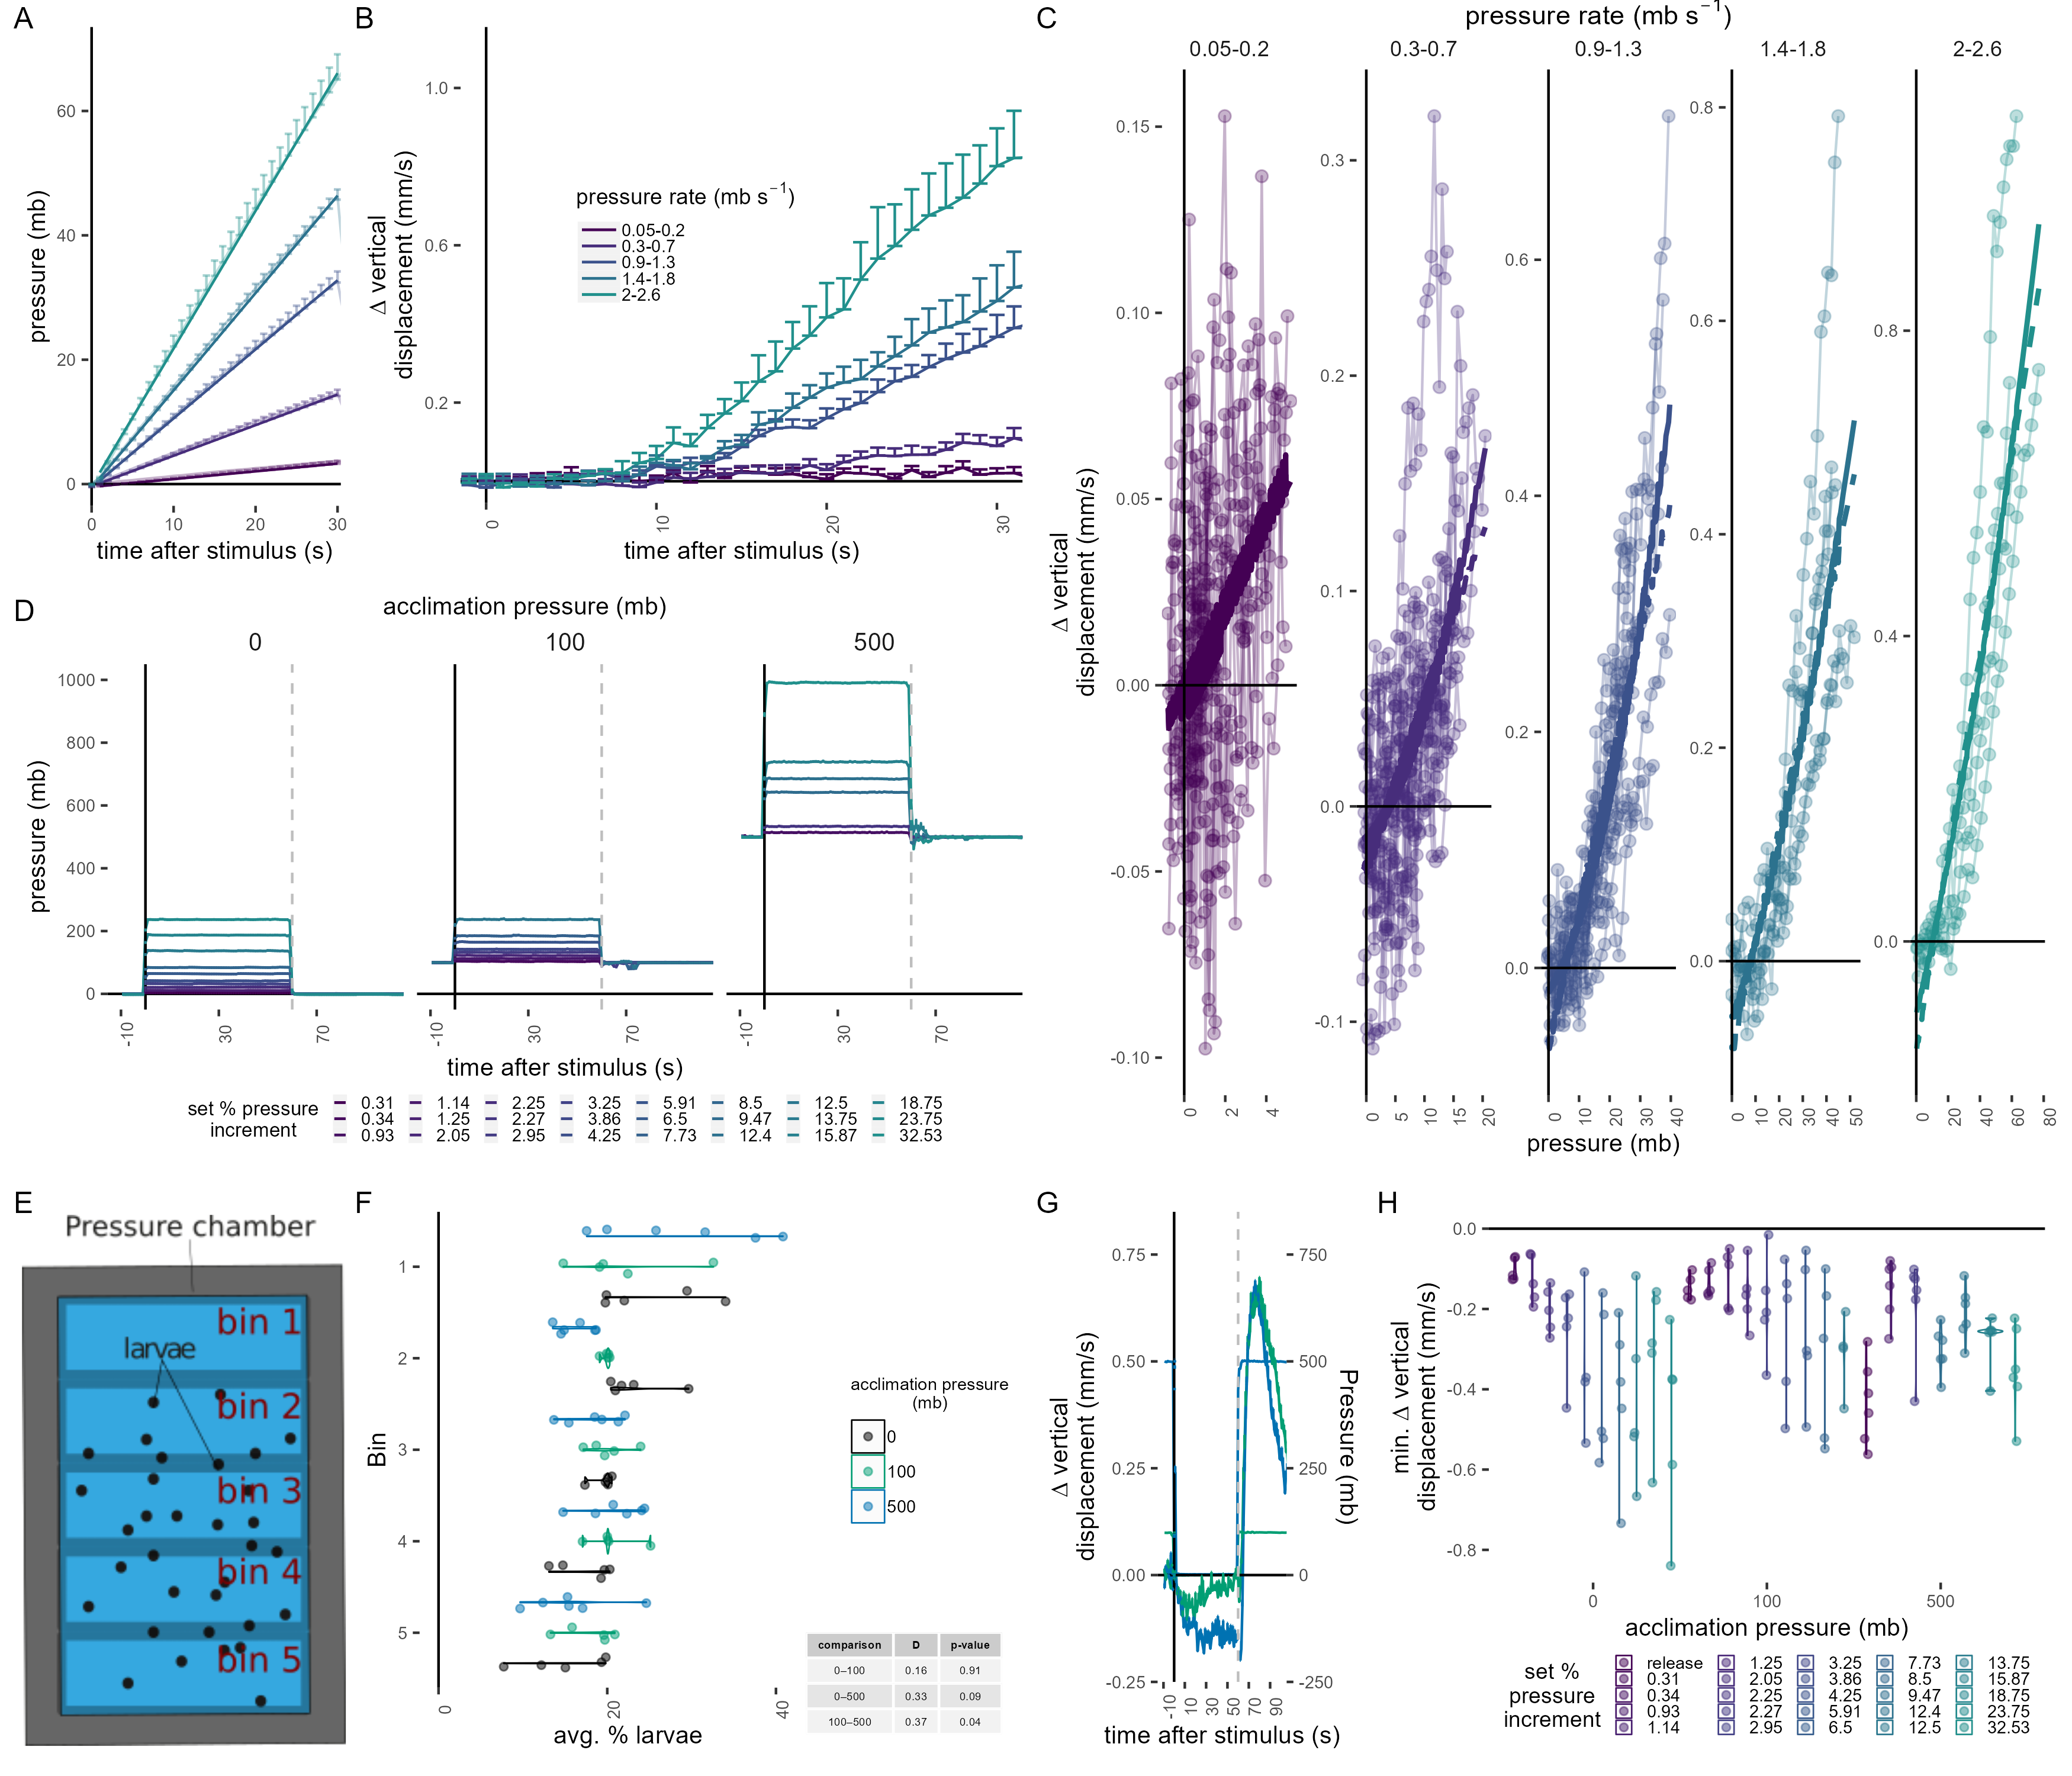 A
pressure (mb)
60
40
20
0
0 10 20 30
time after stimulus (s)
B
Δ vertical
displacement (mm/s)
1.0
0.6
0.2
pressure rate (mb s⁻¹)
0.05-0.2
0.3-0.7
0.9-1.3
1.4-1.8
2-2.6
0 10 20 30
time after stimulus (s)
C
pressure rate (mb s⁻¹)
0.05-0.2 0.3-0.7 0.9-1.3 1.4-1.8 2-2.6
Δ vertical
displacement (mm/s)
0.15
0.10
0.05
0.00
-0.05
-0.10
0 2 4
0.3
0.2
0.1
0.0
-0.1
0 5 10 15 20
0.6
0.4
0.2
0.0
0 10 20 30 40
0.8
0.6
0.4
0.2
0.0
0 10 20 30 40 50
0.8
0.4
0.0
0 20 40 60 80
pressure (mb)
D
acclimation pressure (mb)
0 100 500
pressure (mb)
1000
800
600
400
200
0
-10 30 70 -10 30 70 -10 30 70
time after stimulus (s)
set % pressure
increment
0.31 1.14 2.25 3.25 5.91 8.5 12.5 18.75
0.34 1.25 2.27 3.86 6.5 9.47 13.75 23.75
0.93 2.05 2.95 4.25 7.73 12.4 15.87 32.53
E
Pressure chamber
bin 1
larvae
bin 2
bin 3
bin 4
bin 5
F
Bin
1
2
3
4
5
0 20 40
avg. % larvae
acclimation pressure
(mb)
0
100
500
comparison D p-value
0–100 0.16 0.91
0–500 0.33 0.09
100–500 0.37 0.04
G
Δ vertical
displacement (mm/s)
0.75
0.50
0.25
0.00
-0.25
750
500
250
0
-250
Pressure (mb)
-10 10 30 50 70 90
time after stimulus (s)
H
min. Δ vertical
displacement (mm/s)
0.0
-0.2
-0.4
-0.6
-0.8
0 100 500
acclimation pressure (mb)
set %
pressure
increment
release 1.25 3.25 7.73 13.75
0.31 2.05 3.86 8.5 15.87
0.34 2.25 4.25 9.47 18.75
0.93 2.27 5.91 12.4 23.75
1.14 2.95 6.5 12.5 32.53